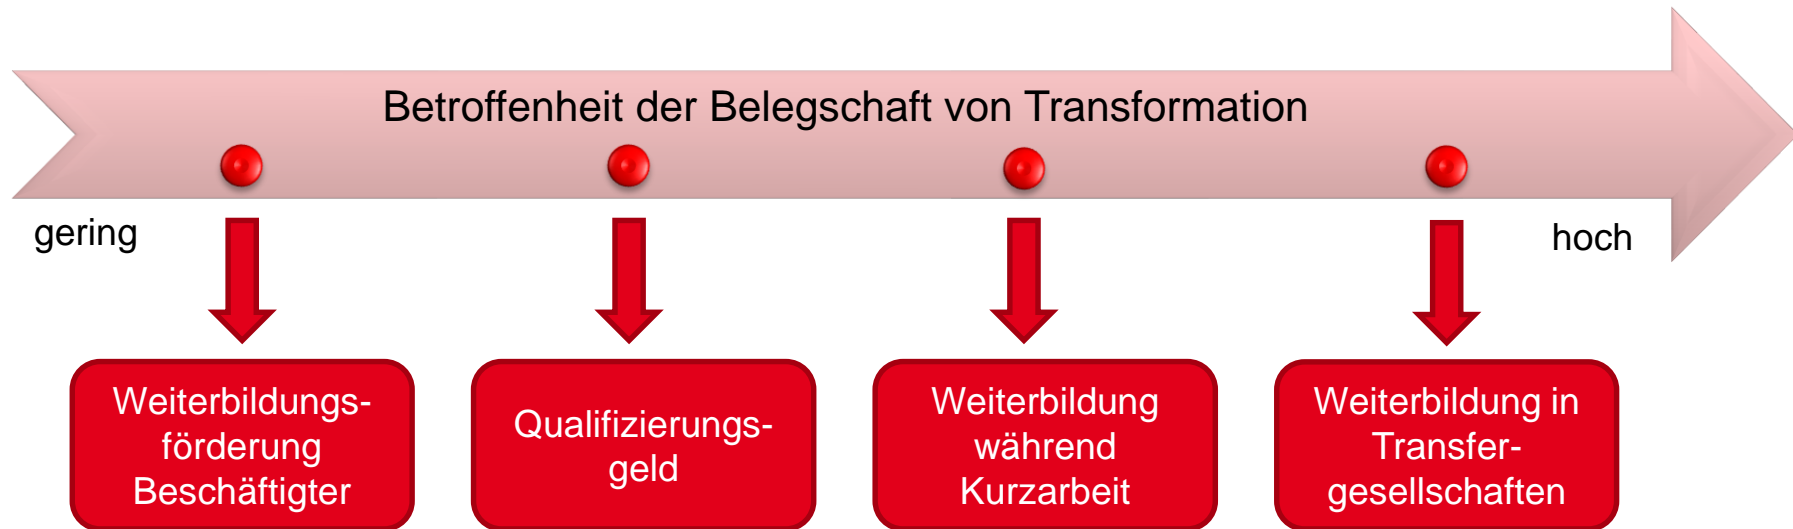 Betroffenheit der Belegschaft von Transformation
gering
hoch
Weiterbildungs-
förderung
Beschäftigter
Qualifizierungs-
geld
Weiterbildung
während
Kurzarbeit
Weiterbildung in
Transfer-
gesellschaften